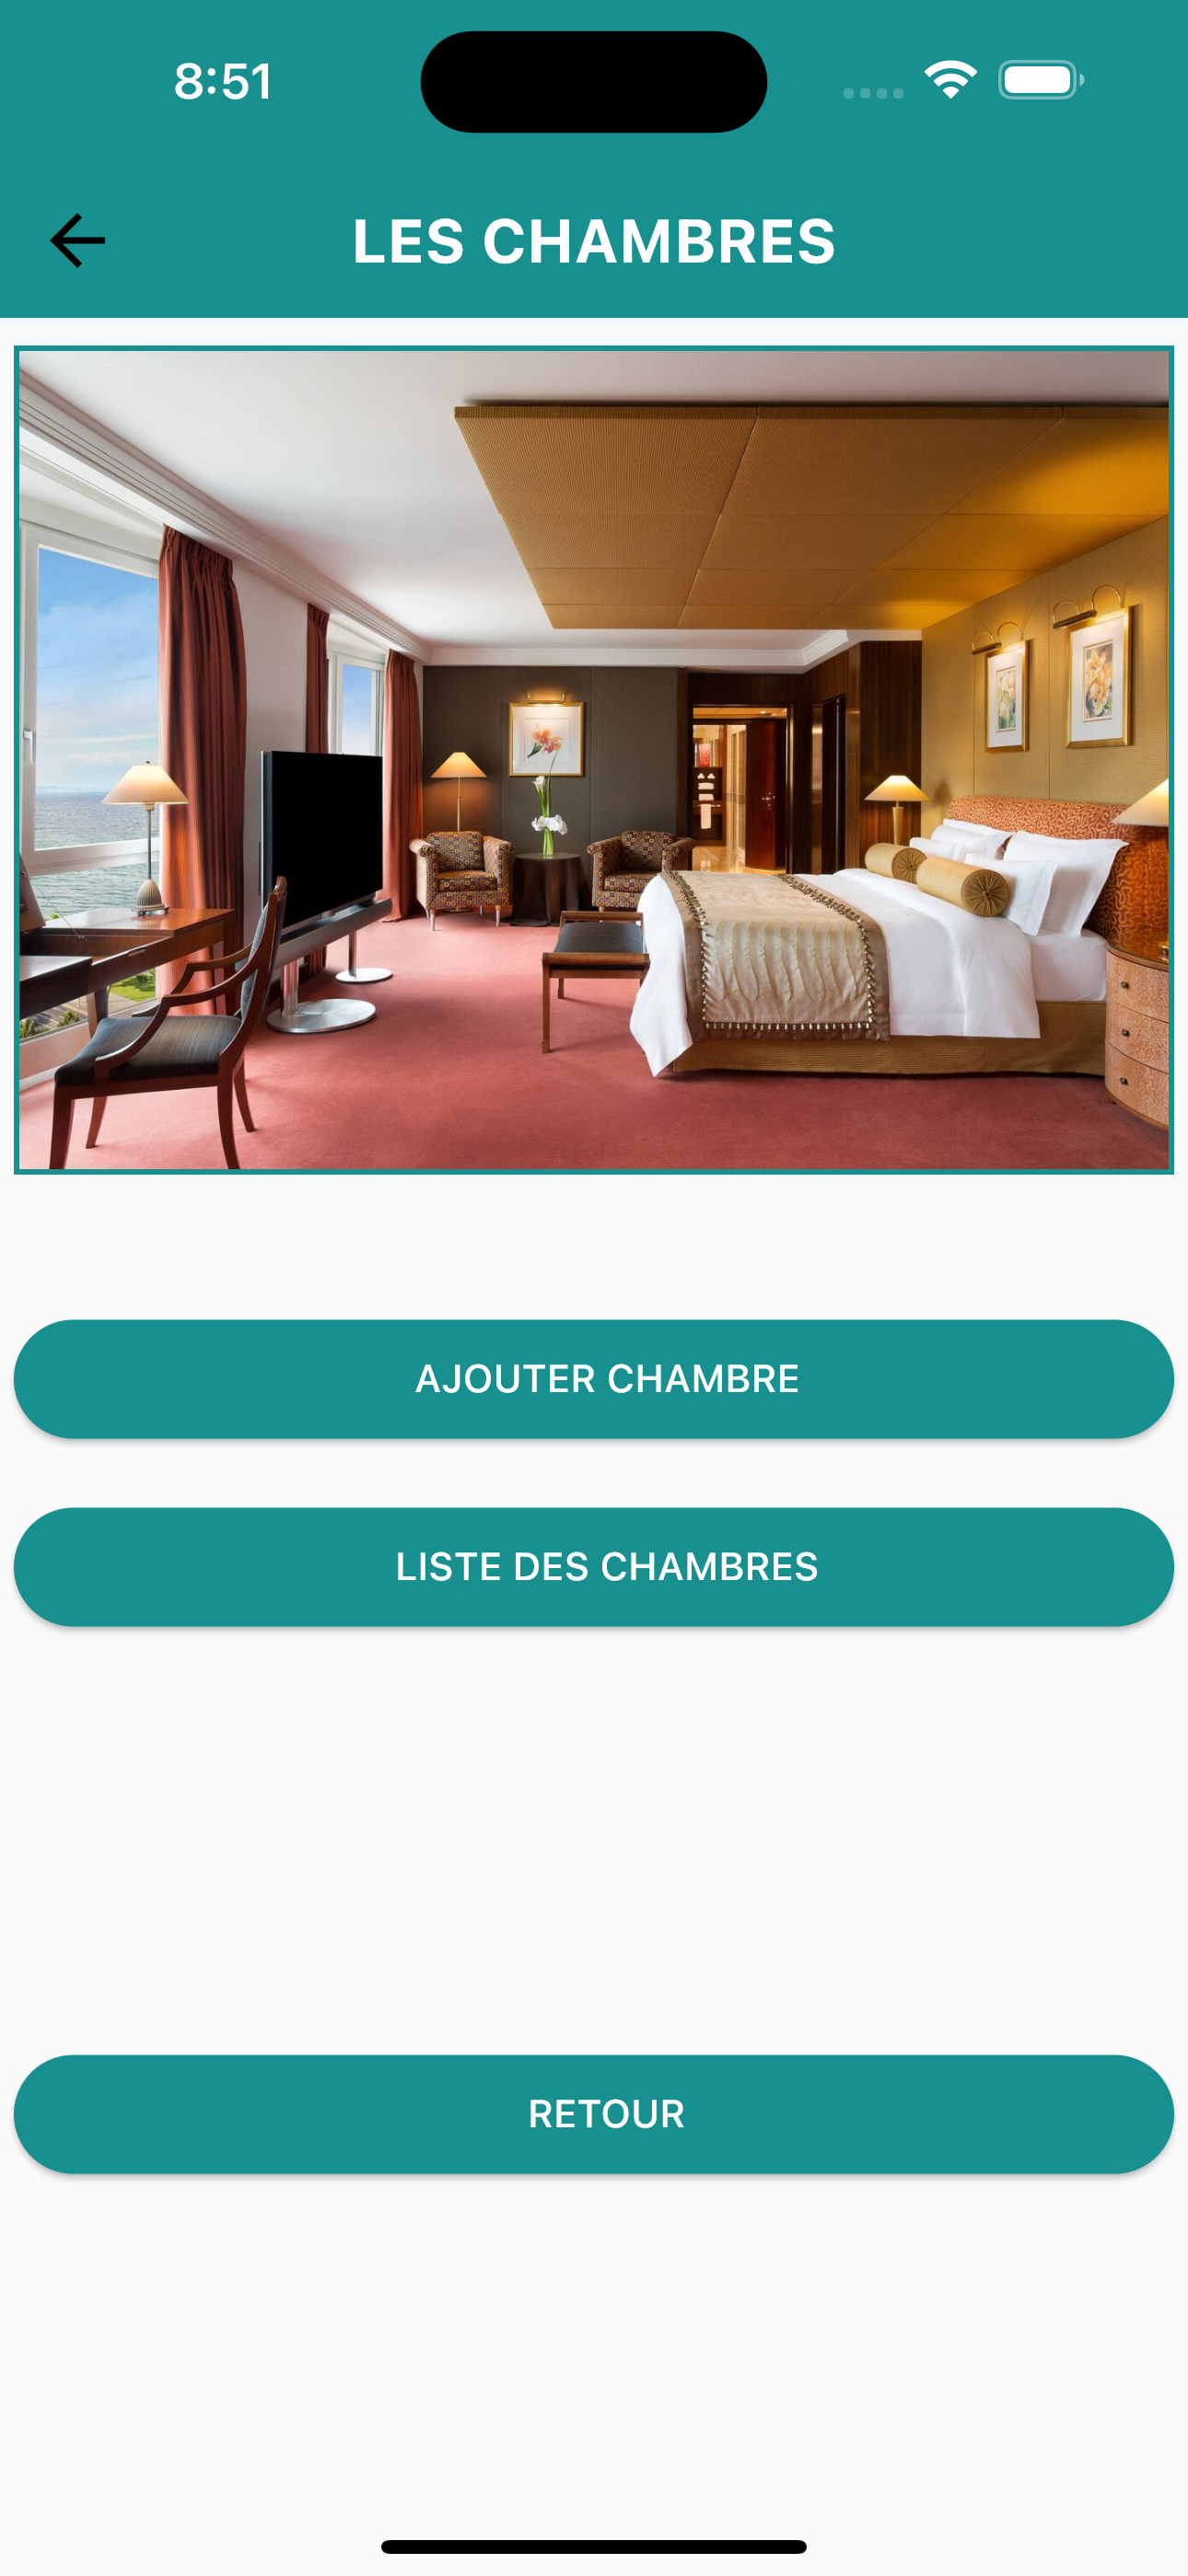 8:51
LES CHAMBRES
AJOUTER CHAMBRE
LISTE DES CHAMBRES
RETOUR